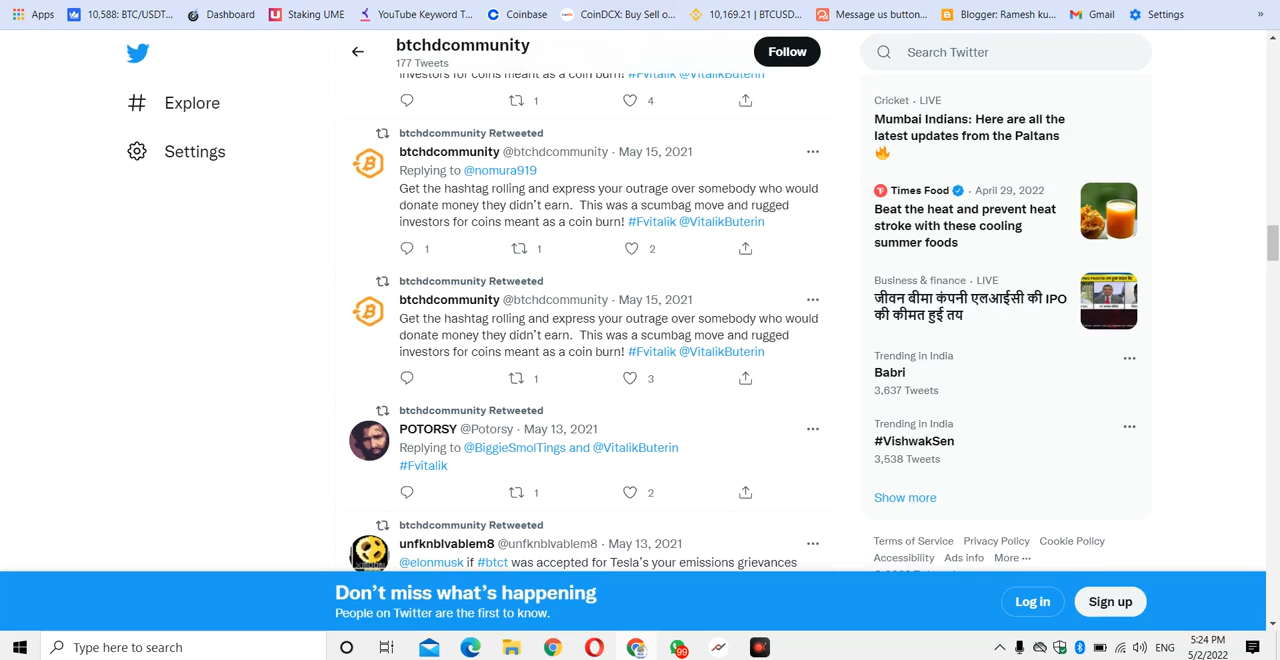 Apps
10,588: BTC/USDT...
Dashboard
Staking UME
YouTube Keyword T...
Coinbase
CoinDCX: Buy Sell o...
10,169.21 | BTCUSD...
Message us button...
Blogger: Ramesh ku...
Gmail
Settings
»
btchdcommunity
177 Tweets
Follow
Search Twitter
Explore
Settings
investors for coins meant as a coin burn! #Fvitalik @VitalikButerin
1
4
btchdcommunity Retweeted
btchdcommunity @btchdcommunity · May 15, 2021
Replying to @nomura919
Get the hashtag rolling and express your outrage over somebody who would
donate money they didn't earn. This was a scumbag move and rugged
investors for coins meant as a coin burn! #Fvitalik @VitalikButerin
1
1
2
btchdcommunity Retweeted
btchdcommunity @btchdcommunity · May 15, 2021
Get the hashtag rolling and express your outrage over somebody who would
donate money they didn't earn. This was a scumbag move and rugged
investors for coins meant as a coin burn! #Fvitalik @VitalikButerin
1
3
btchdcommunity Retweeted
POTORSY @Potorsy · May 13, 2021
Replying to @BiggieSmolTings and @VitalikButerin
#Fvitalik
1
2
btchdcommunity Retweeted
unfknblvablem8 @unfknblvablem8 · May 13, 2021
@elonmusk if #btct was accepted for Tesla's your emissions grievances
Cricket · LIVE
Mumbai Indians: Here are all the
latest updates from the Paltans
Times Food · April 29, 2022
Beat the heat and prevent heat
stroke with these cooling
summer foods
Business & finance · LIVE
जीवन बीमा कंपनी एलआईसी की IPO
की कीमत हुई तय
Trending in India
Babri
3,637 Tweets
Trending in India
#VishwakSen
3,538 Tweets
Show more
Terms of Service Privacy Policy Cookie Policy
Accessibility Ads info More ···
Don't miss what's happening
People on Twitter are the first to know.
Log in
Sign up
Type here to search
99
ENG
5:24 PM
5/2/2022